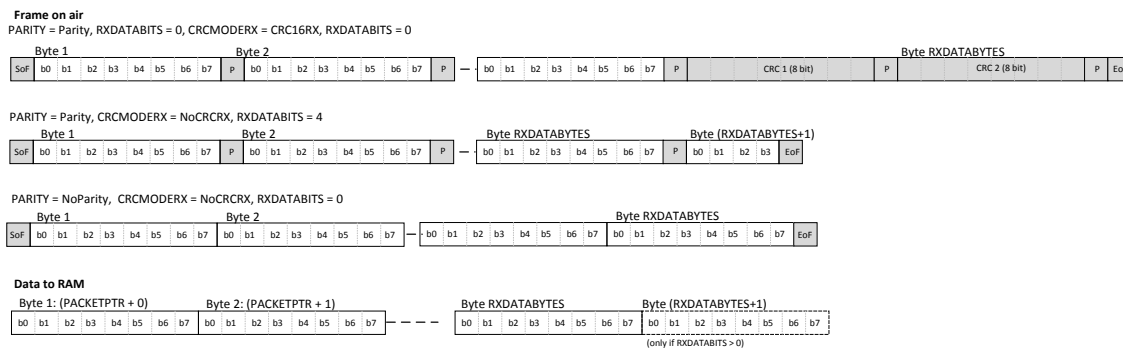 Frame on air
PARITY = Parity, RXDATABITS = 0, CRCMODERX = CRC16RX, RXDATABITS = 0
Byte 1 Byte 2 Byte RXDATABYTES
SoF b0 b1 b2 b3 b4 b5 b6 b7 P b0 b1 b2 b3 b4 b5 b6 b7 P b0 b1 b2 b3 b4 b5 b6 b7 P CRC 1 (8 bit) P CRC 2 (8 bit) P EoF
PARITY = Parity, CRCMODERX = NoCRCRX, RXDATABITS = 4
Byte 1 Byte 2 Byte RXDATABYTES Byte (RXDATABYTES+1)
SoF b0 b1 b2 b3 b4 b5 b6 b7 P b0 b1 b2 b3 b4 b5 b6 b7 P b0 b1 b2 b3 b4 b5 b6 b7 P b0 b1 b2 b3 EoF
PARITY = NoParity, CRCMODERX = NoCRCRX, RXDATABITS = 0
Byte 1 Byte 2 Byte RXDATABYTES
SoF b0 b1 b2 b3 b4 b5 b6 b7 b0 b1 b2 b3 b4 b5 b6 b7 b0 b1 b2 b3 b4 b5 b6 b7 b0 b1 b2 b3 b4 b5 b6 b7 EoF
Data to RAM
Byte 1: (PACKETPTR + 0) Byte 2: (PACKETPTR + 1) Byte RXDATABYTES Byte (RXDATABYTES+1)
b0 b1 b2 b3 b4 b5 b6 b7 b0 b1 b2 b3 b4 b5 b6 b7 b0 b1 b2 b3 b4 b5 b6 b7 b0 b1 b2 b3 b4 b5 b6 b7
(only if RXDATABITS > 0)